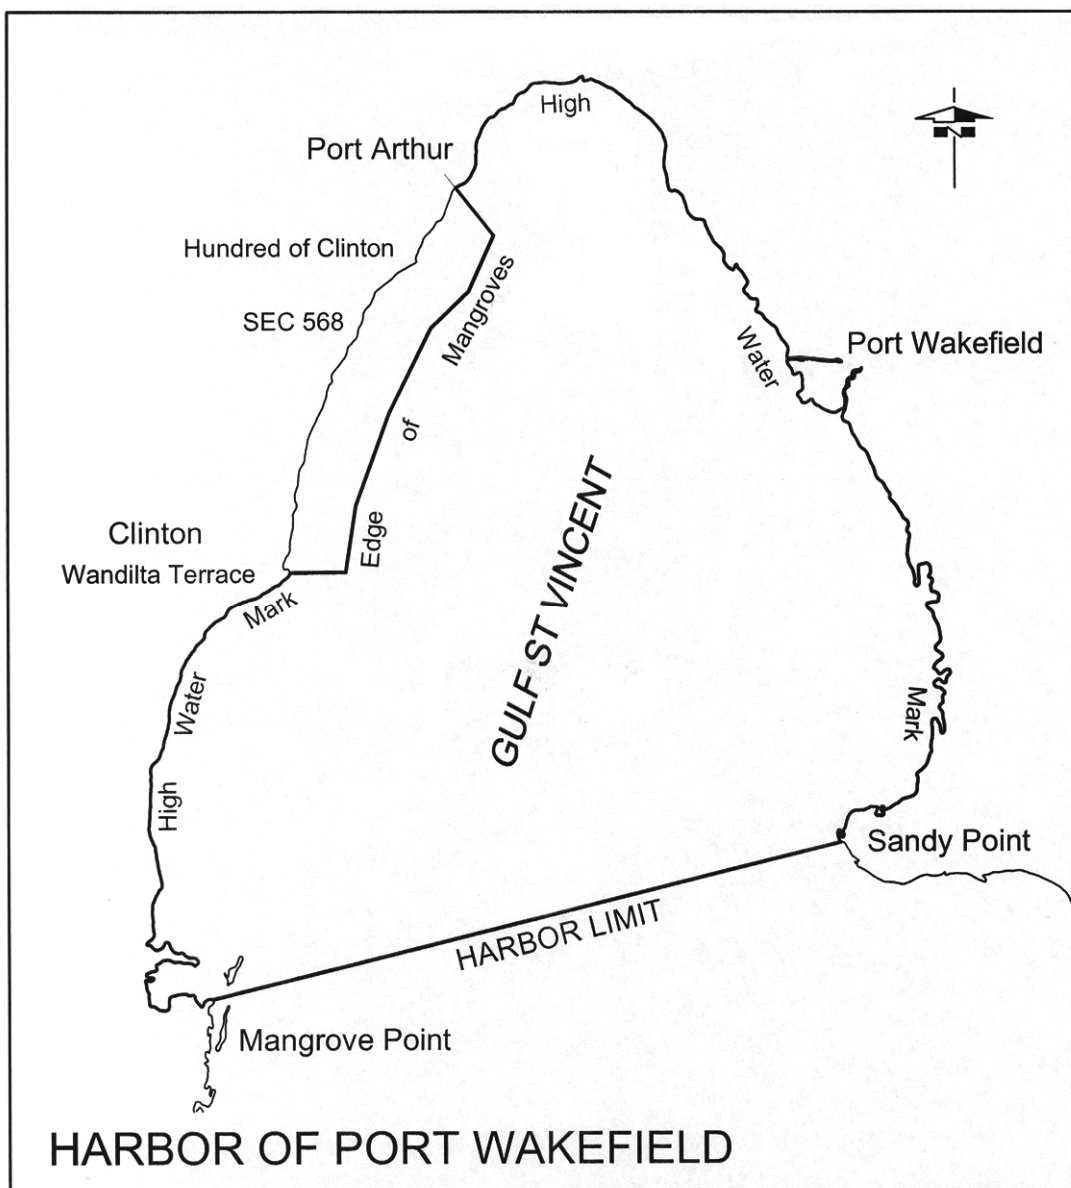 High
Port Arthur
N
Hundred of Clinton
Mangroves
SEC 568
Water
Port Wakefield
of
GULF ST VINCENT
Edge
Clinton
Wandilta Terrace
Mark
Water
Mark
High
Sandy Point
HARBOR LIMIT
Mangrove Point
HARBOR OF PORT WAKEFIELD